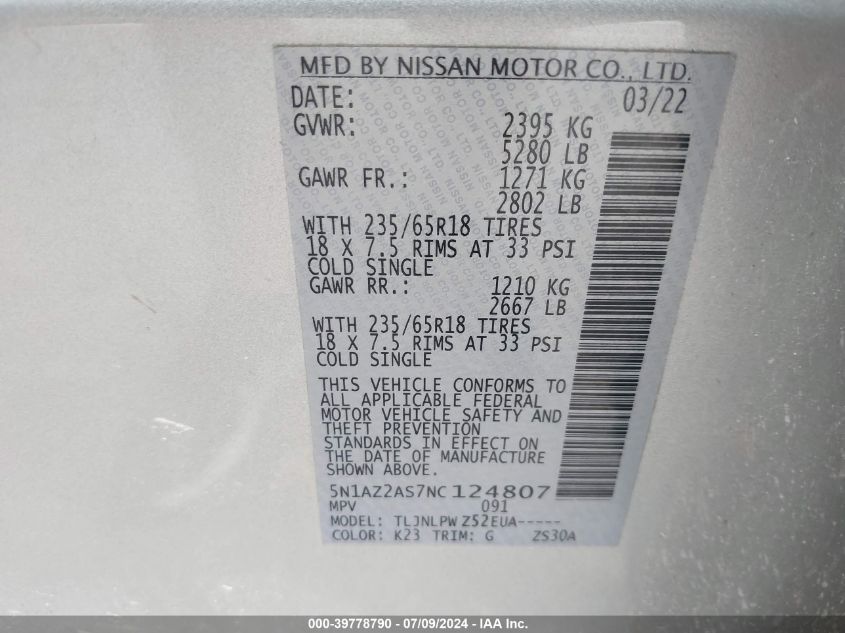 MFD BY NISSAN MOTOR CO., LTD.
DATE: 03/22
GVWR: 2395 KG
5280 LB
GAWR FR.: 1271 KG
2802 LB
WITH 235/65R18 TIRES
18 X 7.5 RIMS AT 33 PSI
COLD SINGLE
GAWR RR.: 1210 KG
2667 LB
WITH 235/65R18 TIRES
18 X 7.5 RIMS AT 33 PSI
COLD SINGLE
THIS VEHICLE CONFORMS TO
ALL APPLICABLE FEDERAL
MOTOR VEHICLE SAFETY AND
THEFT PREVENTION
STANDARDS IN EFFECT ON
THE DATE OF MANUFACTURE
SHOWN ABOVE.
5N1AZ2AS7NC124807
MPV 091
MODEL: TLJNLPW Z52EUA-----
COLOR: K23 TRIM: G ZS30A
000-39778790 - 07/09/2024 - IAA Inc.